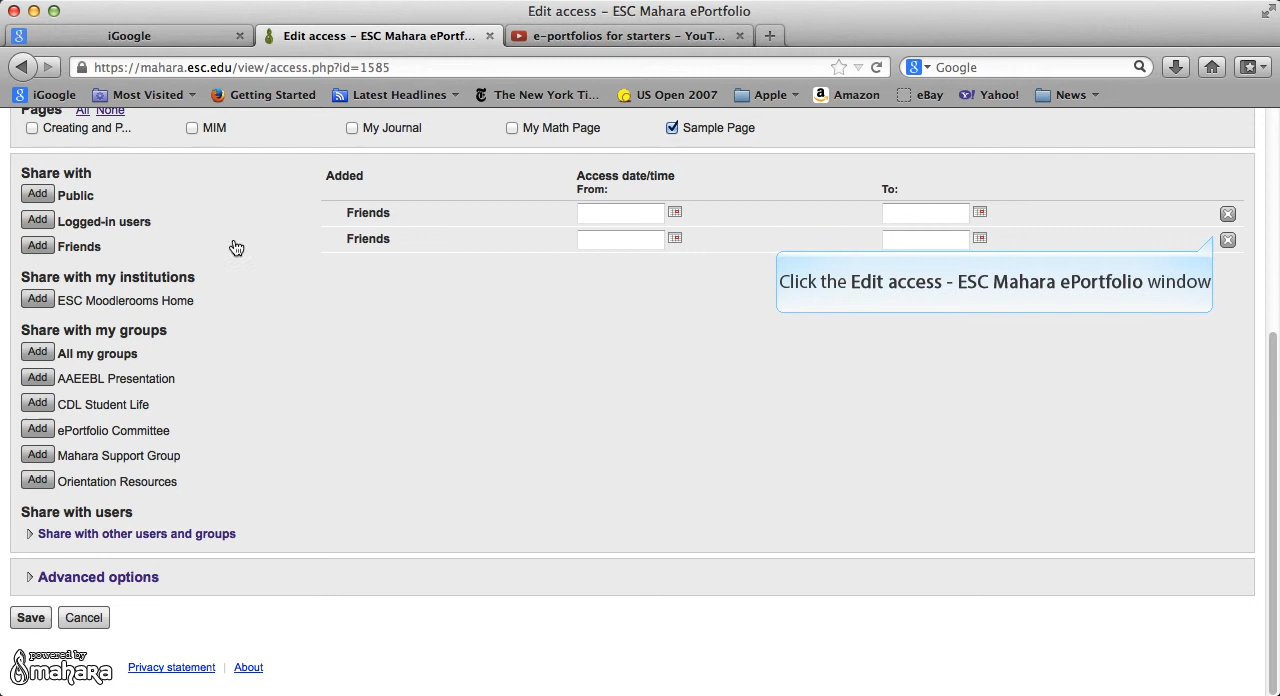 Edit access - ESC Mahara ePortfolio
iGoogle
Edit access - ESC Mahara ePortf...
e-portfolios for starters - YouT...
https://mahara.esc.edu/view/access.php?id=1585
Google
iGoogle
Most Visited
Getting Started
Latest Headlines
The New York Ti...
US Open 2007
Apple
Amazon
eBay
Yahoo!
News
Pages All None
Creating and P...
MIM
My Journal
My Math Page
Sample Page
Share with
Add Public
Add Logged-in users
Add Friends
Added
Access date/time
From:
To:
Friends
Friends
Click the Edit access - ESC Mahara ePortfolio window
Share with my institutions
Add ESC Moodlerooms Home
Share with my groups
Add All my groups
Add AAEEBL Presentation
Add CDL Student Life
Add ePortfolio Committee
Add Mahara Support Group
Add Orientation Resources
Share with users
Share with other users and groups
Advanced options
Save Cancel
powered by
mahara
Privacy statement | About